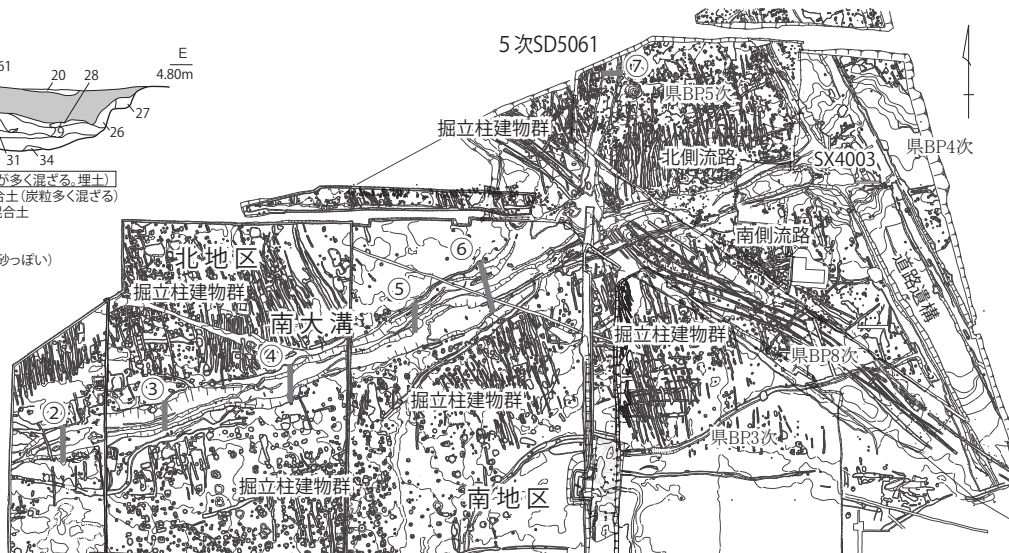 61
20
28
E
4.80m
27
26
29
31
34
が多く混ざる。埋土)
合土(炭粒多く混ざる)
混合土
砂っぽい)
5次SD5061
⑦
県BP5次
掘立柱建物群
北側流路
SX4003
県BP4次
南側流路
道路遺構
北地区
掘立柱建物群
⑥
⑤
南大溝
④
③
②
掘立柱建物群
県BP8次
掘立柱建物群
県BP3次
掘立柱建物群
南地区